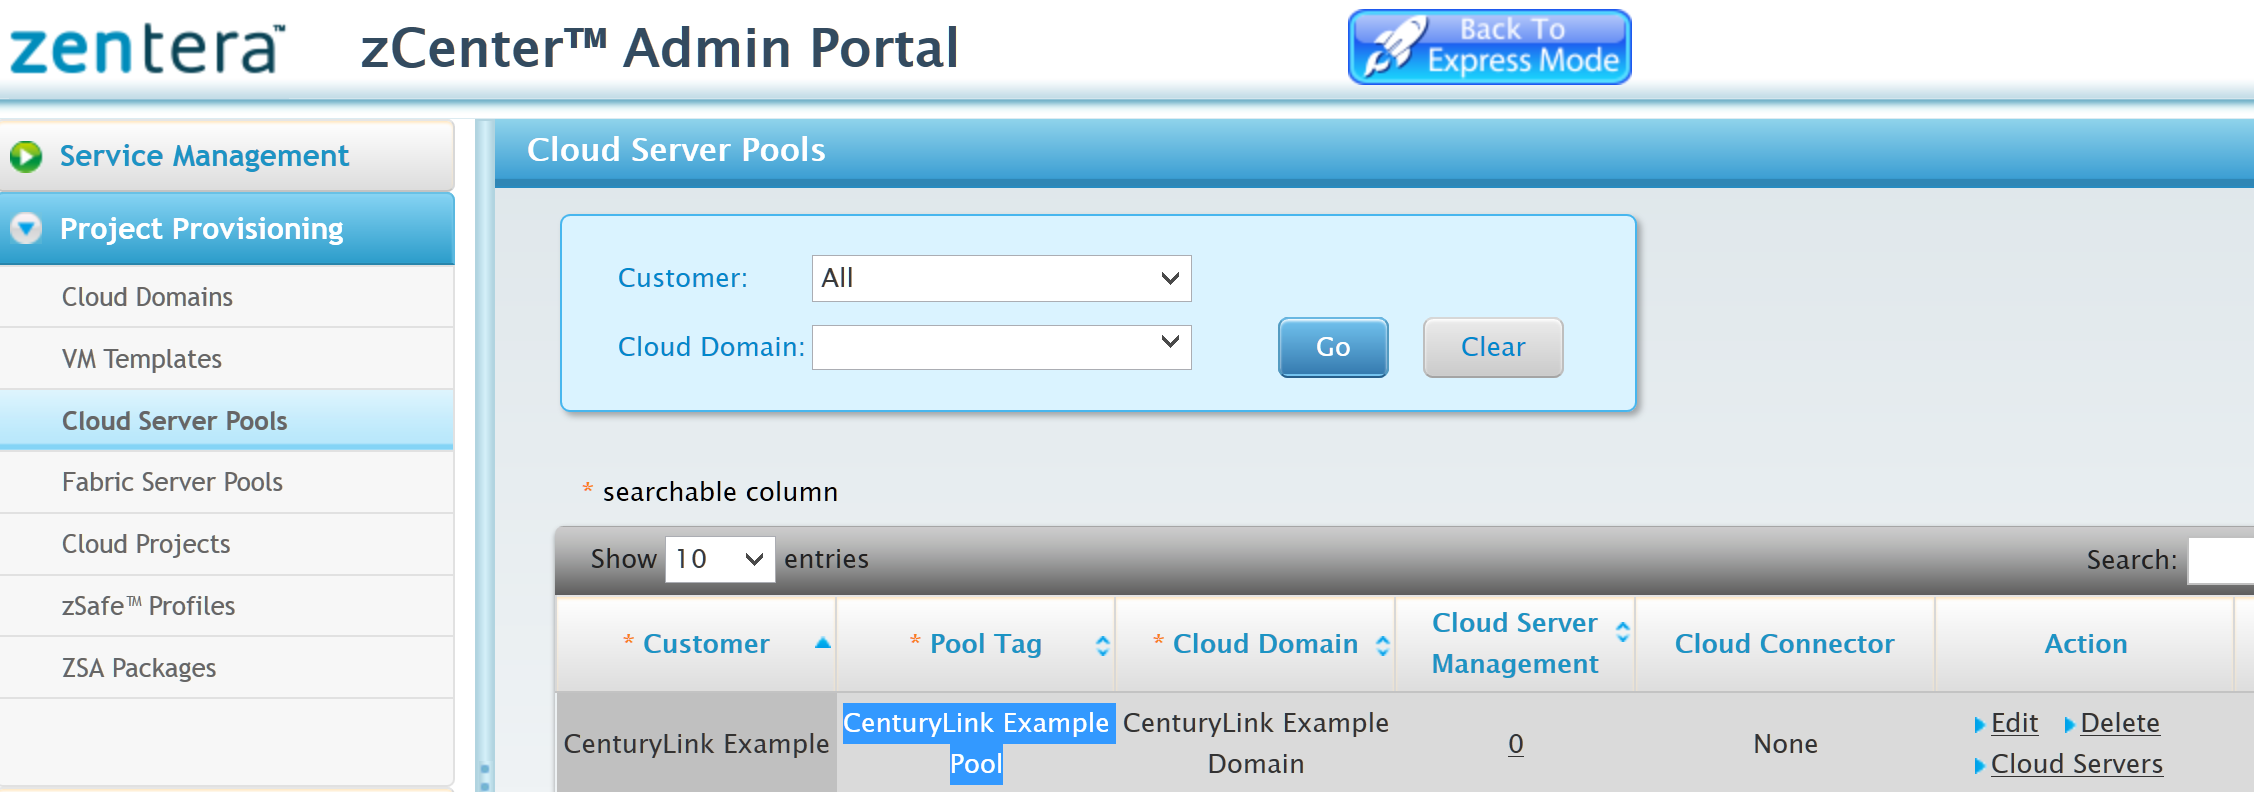 zentera™
zCenter™ Admin Portal
Back To
Express Mode
Service Management
Project Provisioning
Cloud Domains
VM Templates
Cloud Server Pools
Fabric Server Pools
Cloud Projects
zSafe™ Profiles
ZSA Packages
Cloud Server Pools
Customer: All
Cloud Domain:
Go Clear
* searchable column
Show 10 entries Search:
* Customer * Pool Tag * Cloud Domain Cloud Server Management Cloud Connector Action
CenturyLink Example CenturyLink Example Pool CenturyLink Example Domain 0 None Edit Delete
Cloud Servers